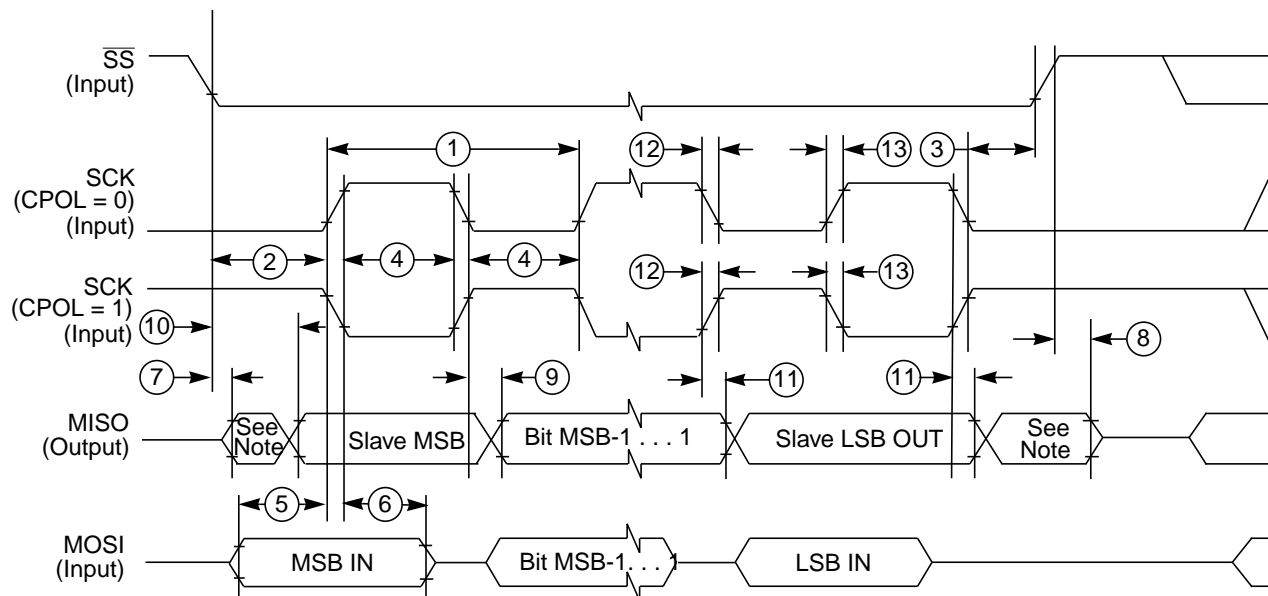 SS
(Input)
1
12
13
3
SCK
(CPOL = 0)
(Input)
2
4
4
12
13
SCK
(CPOL = 1)
(Input)
10
7
9
11
11
8
MISO
(Output)
See
Note
Slave MSB
Bit MSB-1 . . . 1
Slave LSB OUT
See
Note
5
6
MOSI
(Input)
MSB IN
Bit MSB-1. . . 1
LSB IN